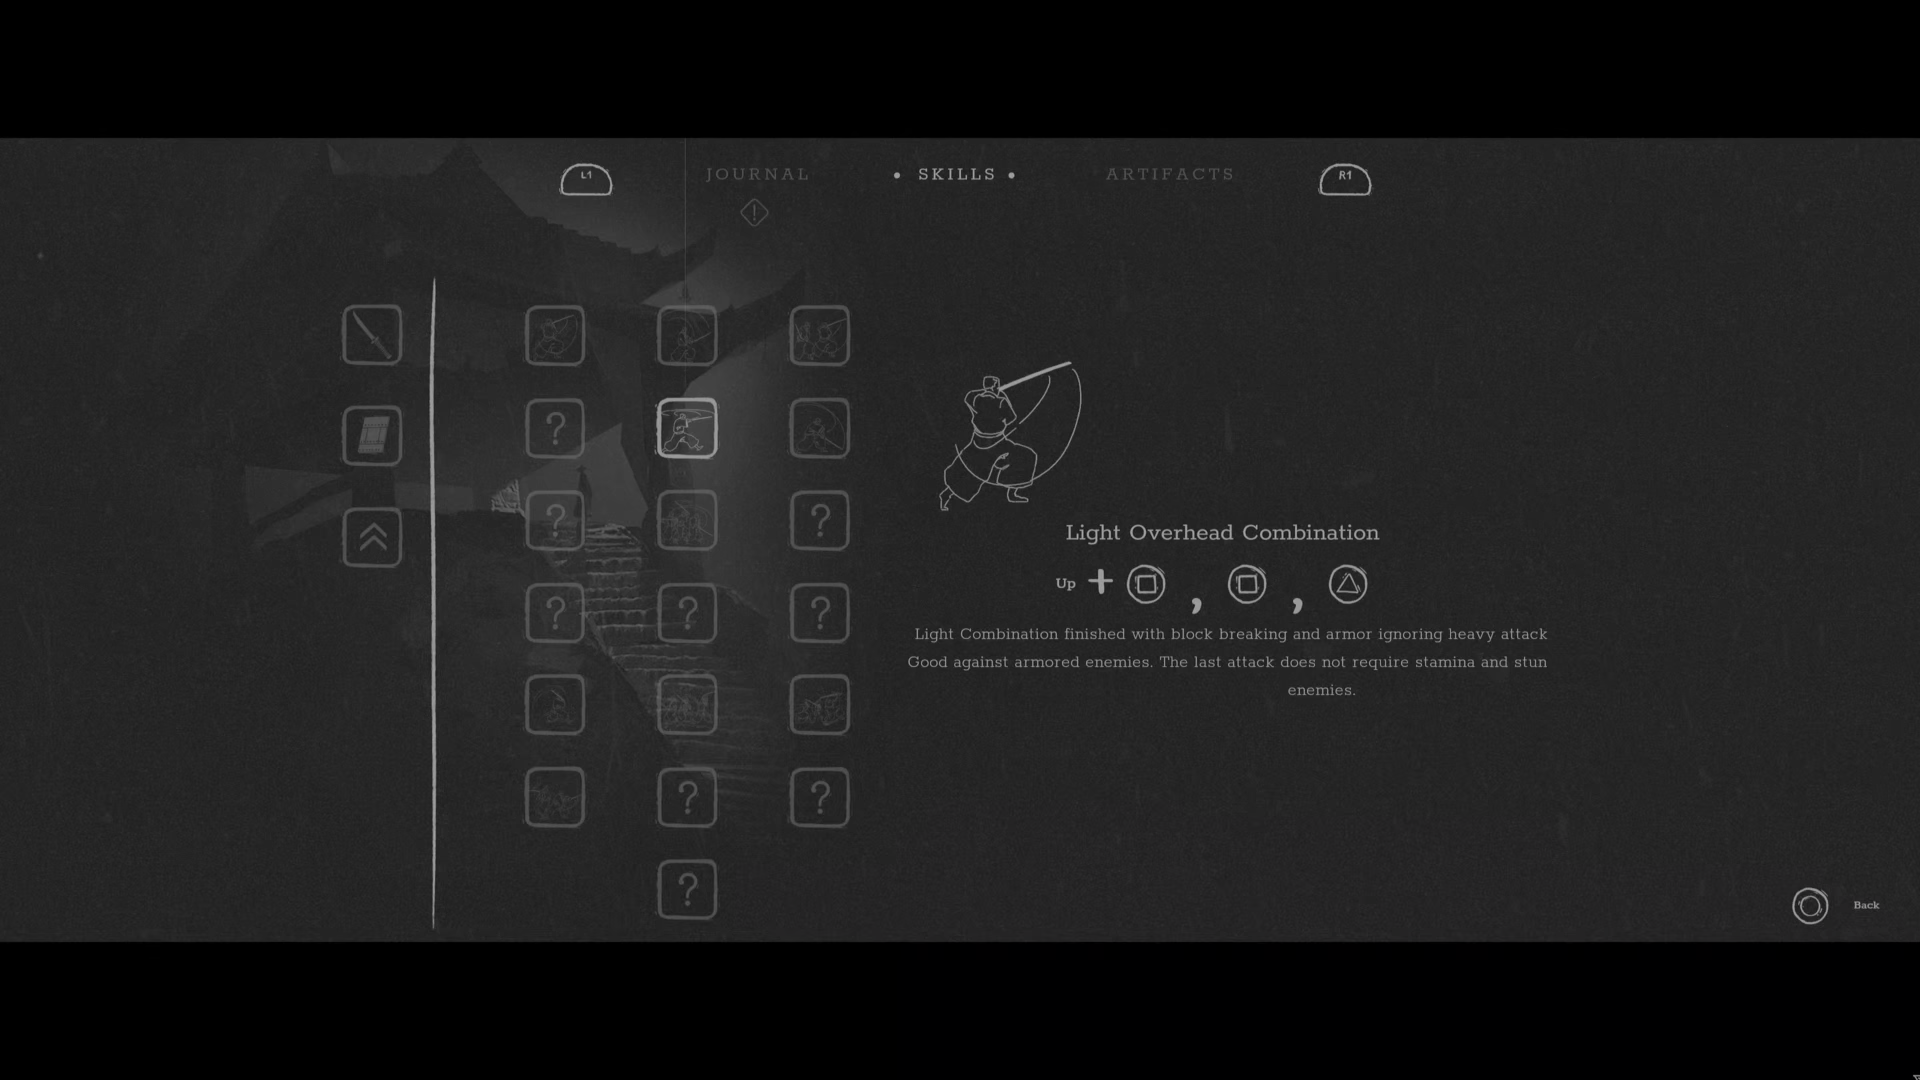 L1 JOURNAL • SKILLS • ARTIFACTS R1
!
?
? ?
? ? ?
? ?
?
Light Overhead Combination
Up + , ,
Light Combination finished with block breaking and armor ignoring heavy attack
Good against armored enemies. The last attack does not require stamina and stun
enemies.
Back